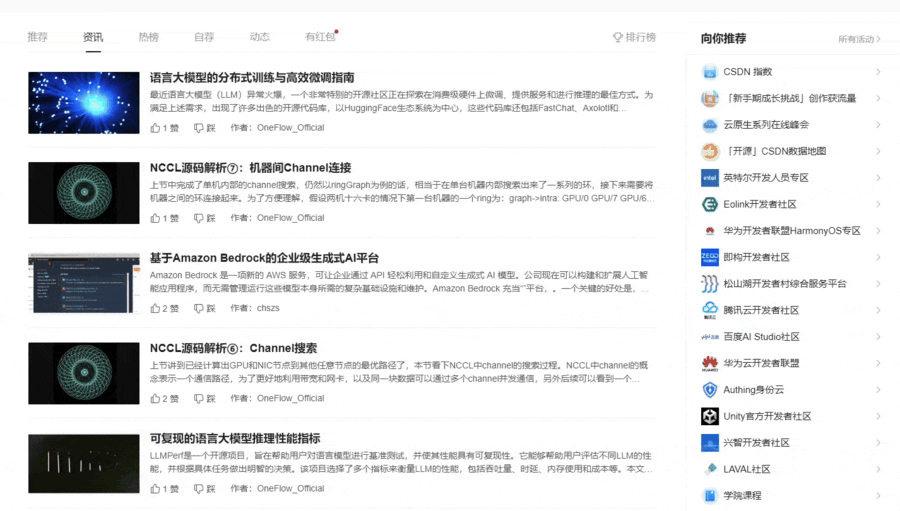 推荐 资讯 热榜 自荐 动态 有红包 排行榜
语言大模型的分布式训练与高效微调指南
最近语言大模型（LLM）异常火爆，一个非常特别的开源社区正在探索在消费级硬件上微调、提供服务和进行推理的最佳方式。为
满足上述需求，出现了许多出色的开源代码库，以HuggingFace生态系统为中心，这些代码库还包括FastChat、Axolotl和...
1 赞 踩 作者：OneFlow_Official
NCCL源码解析⑦：机器间Channel连接
上节中完成了单机内部的channel搜索，仍然以ringGraph为例的话，相当于在单台机器内部搜索出来了一系列的环，接下来需要将
机器之间的环连接起来。为了方便理解，假设两机十六卡的情况下第一台机器的一个ring为：graph->intra: GPU/0 GPU/7 GPU/6...
1 赞 踩 作者：OneFlow_Official
基于Amazon Bedrock的企业级生成式AI平台
Amazon Bedrock 是一项新的 AWS 服务，可让企业通过 API 轻松利用和自定义生成式 AI 模型。公司现在可以构建和扩展人工智
能应用程序，而无需管理运行这些模型本身所需的复杂基础设施和维护。Amazon Bedrock 充当“”平台，。一个关键的好处是，...
2 赞 踩 作者：chszs
NCCL源码解析⑥：Channel搜索
上节讲到已经计算出GPU和NIC节点到其他任意节点的最优路径了，本节看下NCCL中channel的搜索过程。NCCL中channel的概
念表示一个通信路径，为了更好地利用带宽和网卡，以及同一块数据可以通过多个channel并发通信，另外后续可以看到一个...
2 赞 踩 作者：OneFlow_Official
可复现的语言大模型推理性能指标
LLMPerf是一个开源项目，旨在帮助用户对语言模型进行基准测试，并使其性能具有可复现性。它能够帮助用户评估不同LLM的性
能，并根据具体任务做出明智的决策。该项目选择了多个指标来衡量LLM的性能，包括吞吐量、时延、内存使用和成本等。本文...
1 赞 踩 作者：OneFlow_Official
向你推荐 所有活动
CSDN 指数
「新手期成长挑战」创作获流量
云原生系列在线峰会
「开源」CSDN数据地图
英特尔开发人员专区
Eolink开发者社区
华为开发者联盟HarmonyOS专区
即构开发者社区
松山湖开发者村综合服务平台
腾讯云开发者社区
百度AI Studio社区
华为云开发者联盟
Authing身份云
Unity官方开发者社区
兴智开发者社区
LAVAL社区
学院课程